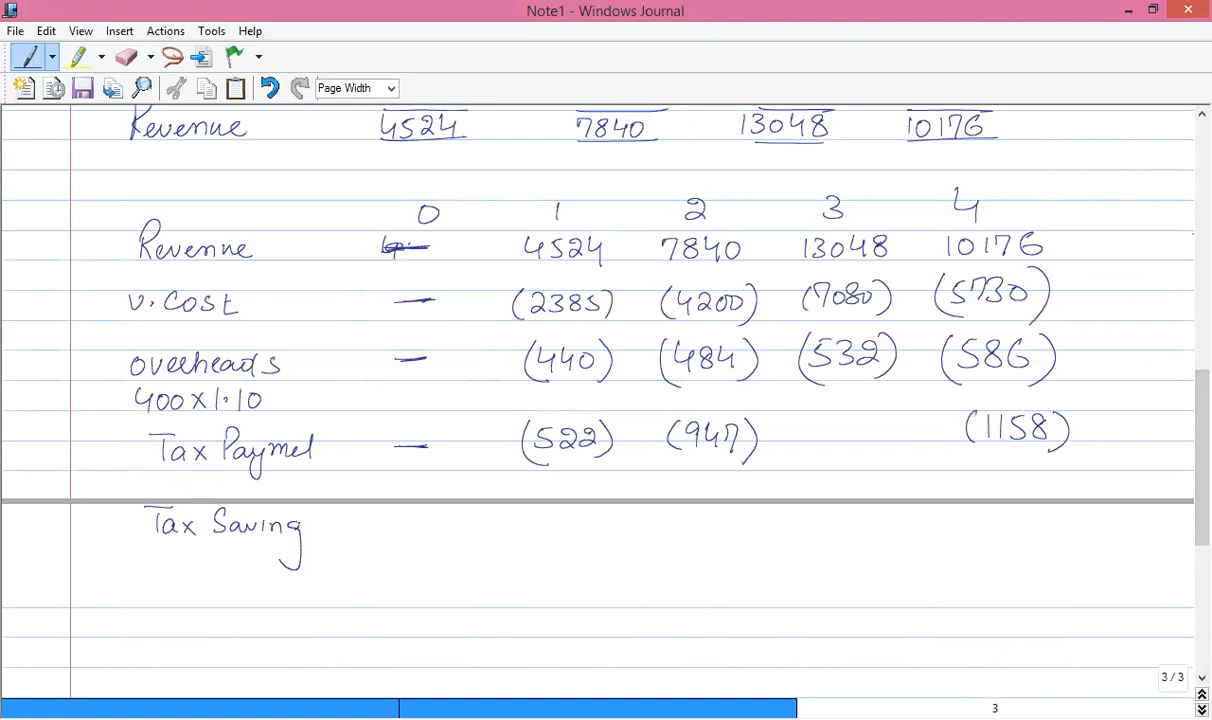 Note1 - Windows Journal
File Edit View Insert Actions Tools Help
Page Width
Revenue 4524 7840 13048 10176
0 1 2 3 4
Revenue 4524 7840 13048 10176
V. Cost — (2385) (4200) (7080) (5730)
overheads — (440) (484) (532) (586)
400 x 1.10
Tax Paymet — (522) (947) (1158)
Tax Saving
3 / 3
3